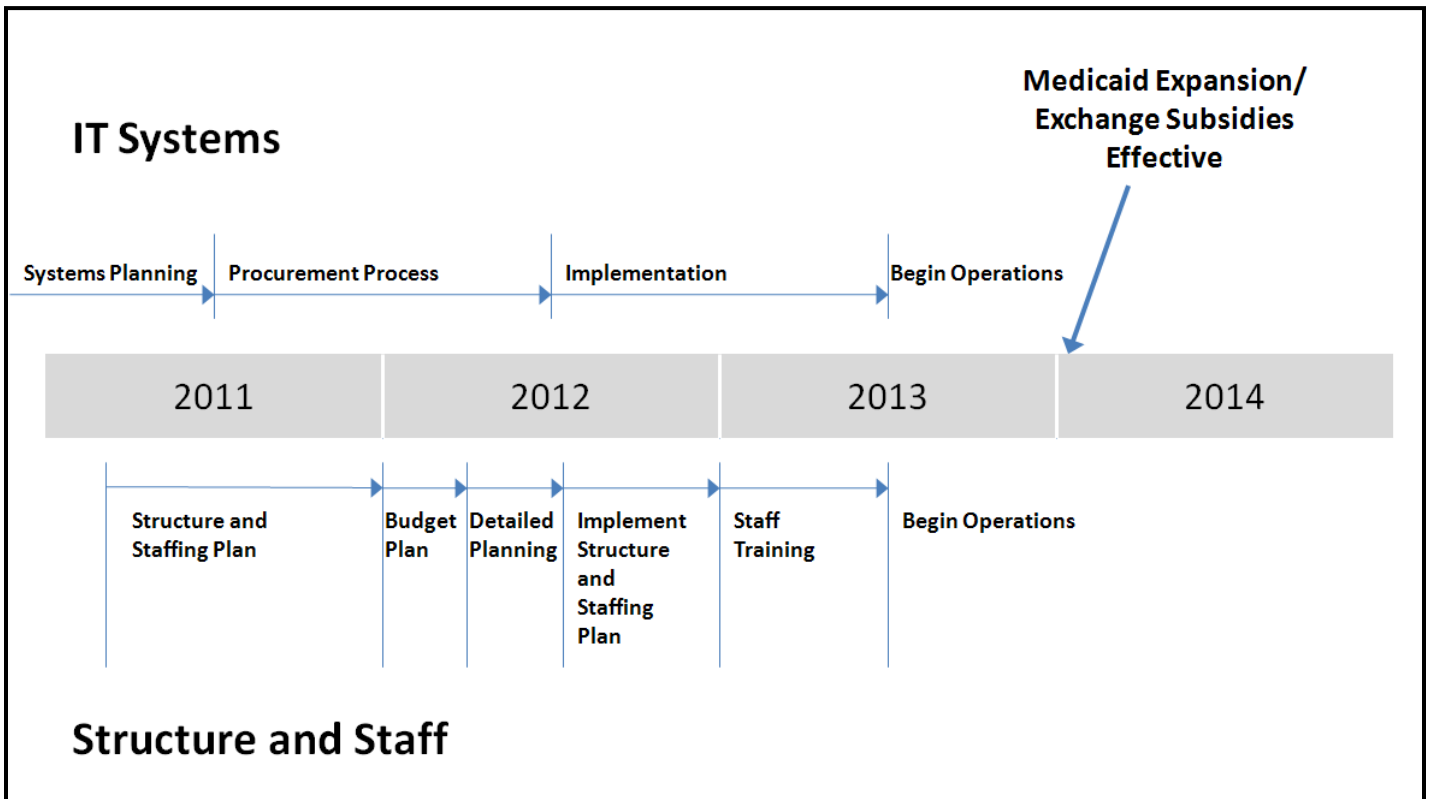 Medicaid Expansion/
Exchange Subsidies
Effective
IT Systems
Systems Planning
Procurement Process
Implementation
Begin Operations
2011
2012
2013
2014
Structure and
Staffing Plan
Budget
Plan
Detailed
Planning
Implement
Structure
and
Staffing
Plan
Staff
Training
Begin Operations
Structure and Staff